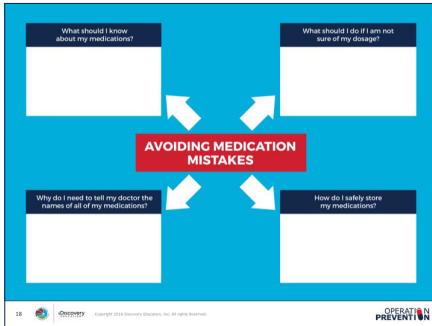 What should I know
about my medications?
What should I do if I am not
sure of my dosage?
AVOIDING MEDICATION
MISTAKES
Why do I need to tell my doctor the
names of all of my medications?
How do I safely store
my medications?
18
Discovery
EDUCATION
Copyright 2018 Discovery Education, Inc. All rights Reserved.
OPERATION
PREVENTION